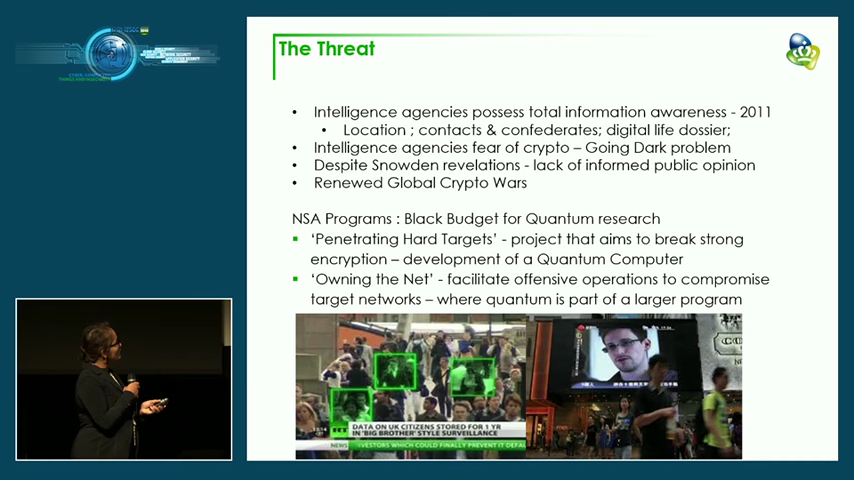 The Threat
• Intelligence agencies possess total information awareness - 2011
• Location ; contacts & confederates; digital life dossier;
• Intelligence agencies fear of crypto – Going Dark problem
• Despite Snowden revelations - lack of informed public opinion
• Renewed Global Crypto Wars
NSA Programs : Black Budget for Quantum research
▪ ‘Penetrating Hard Targets’ - project that aims to break strong
encryption – development of a Quantum Computer
▪ ‘Owning the Net’ - facilitate offensive operations to compromise
target networks – where quantum is part of a larger program
RT
DATA ON UK CITIZENS STORED FOR 1 YR
IN 'BIG BROTHER' STYLE SURVEILLANCE
NEWS